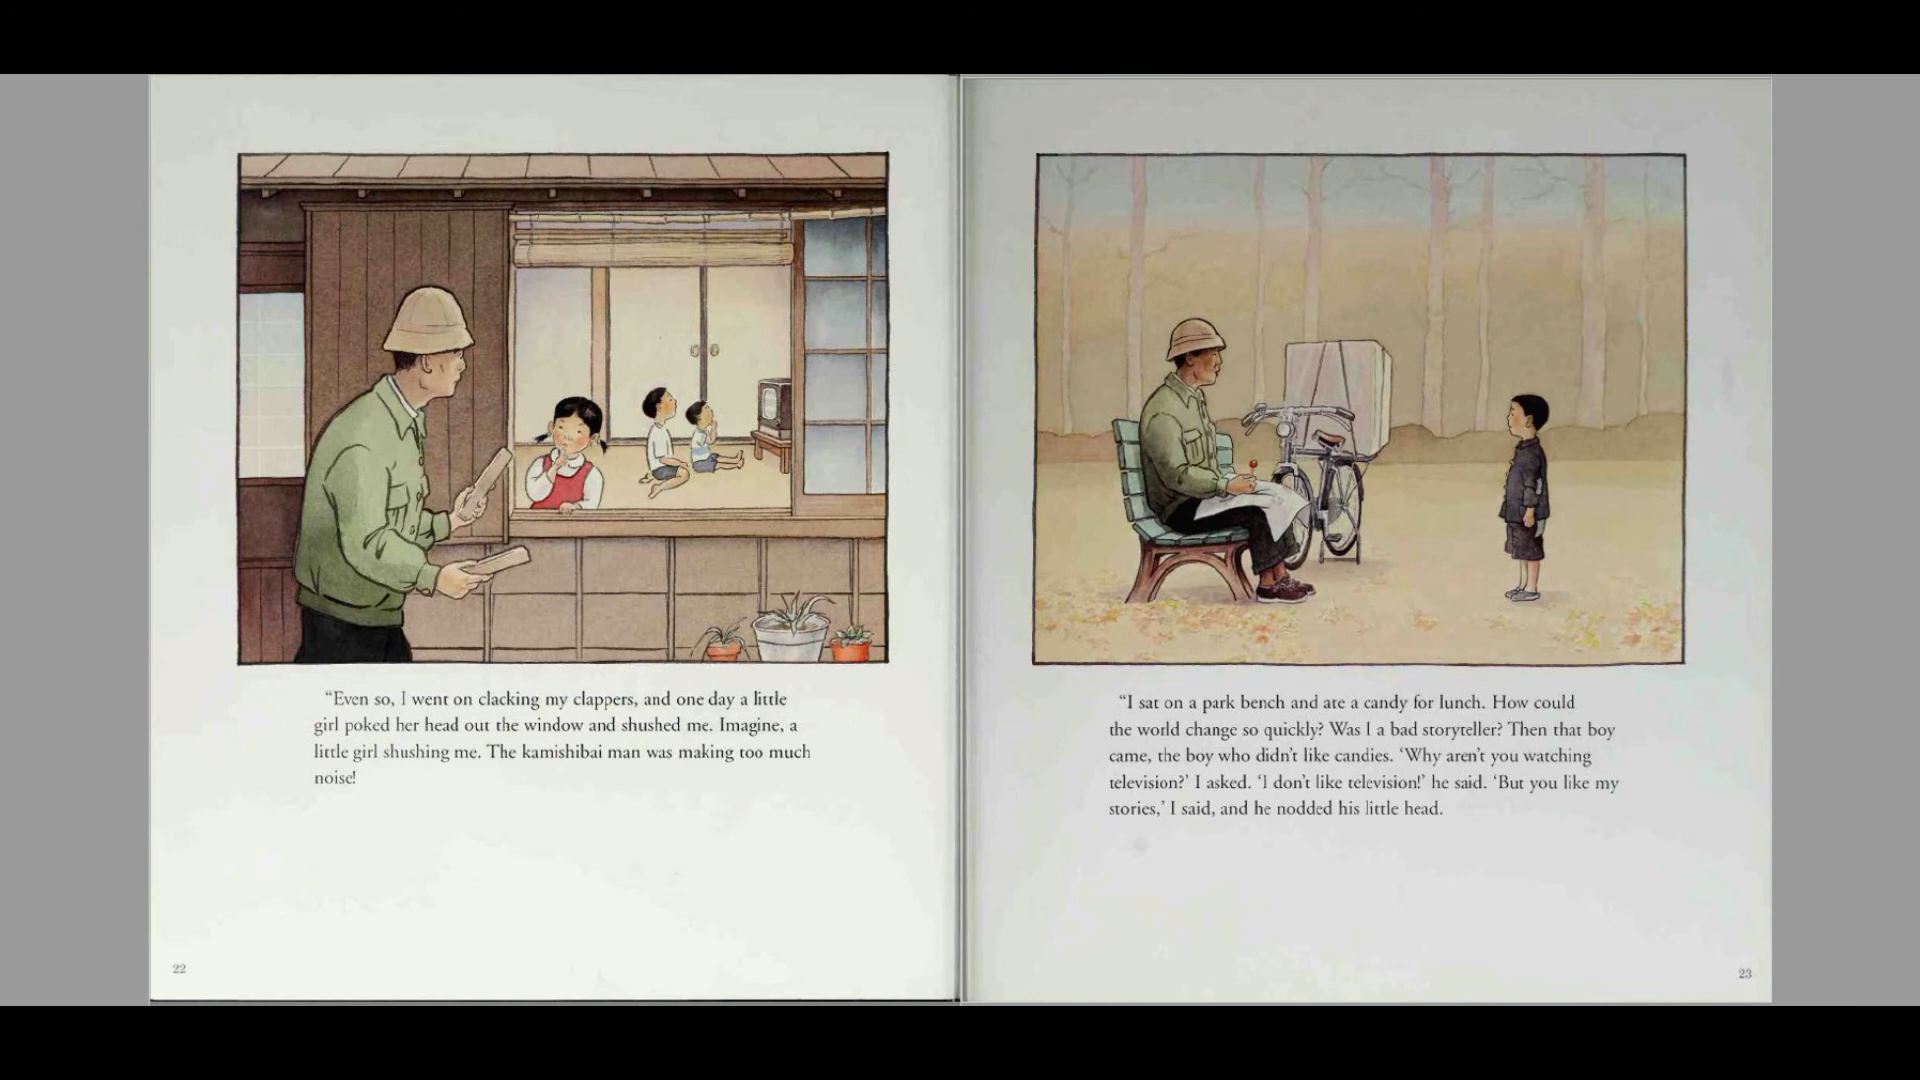 “Even so, I went on clacking my clappers, and one day a little
girl poked her head out the window and shushed me. Imagine, a
little girl shushing me. The kamishibai man was making too much
noise!
22
“I sat on a park bench and ate a candy for lunch. How could
the world change so quickly? Was I a bad storyteller? Then that boy
came, the boy who didn’t like candies. ‘Why aren’t you watching
television?’ I asked. ‘I don’t like television!’ he said. ‘But you like my
stories,’ I said, and he nodded his little head.
23